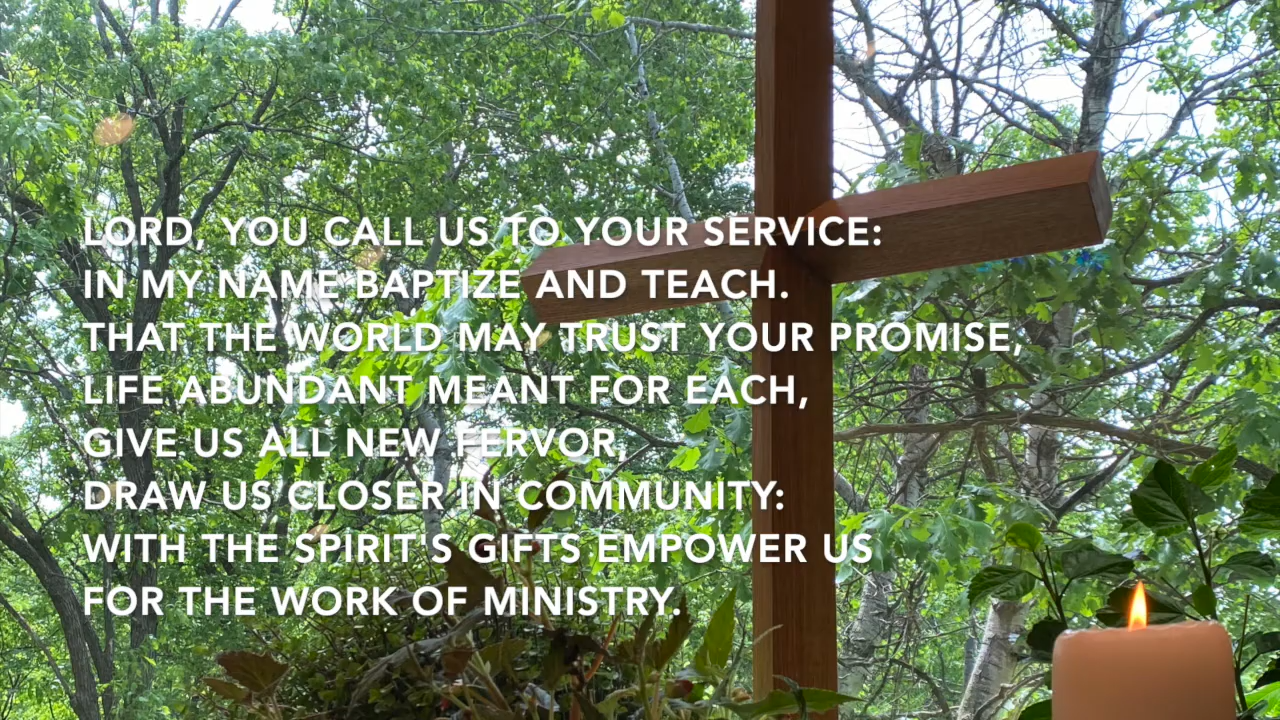 LORD, YOU CALL US TO YOUR SERVICE:
IN MY NAME BAPTIZE AND TEACH.
THAT THE WORLD MAY TRUST YOUR PROMISE,
LIFE ABUNDANT MEANT FOR EACH,
GIVE US ALL NEW FERVOR,
DRAW US CLOSER IN COMMUNITY:
WITH THE SPIRIT'S GIFTS EMPOWER US
FOR THE WORK OF MINISTRY.